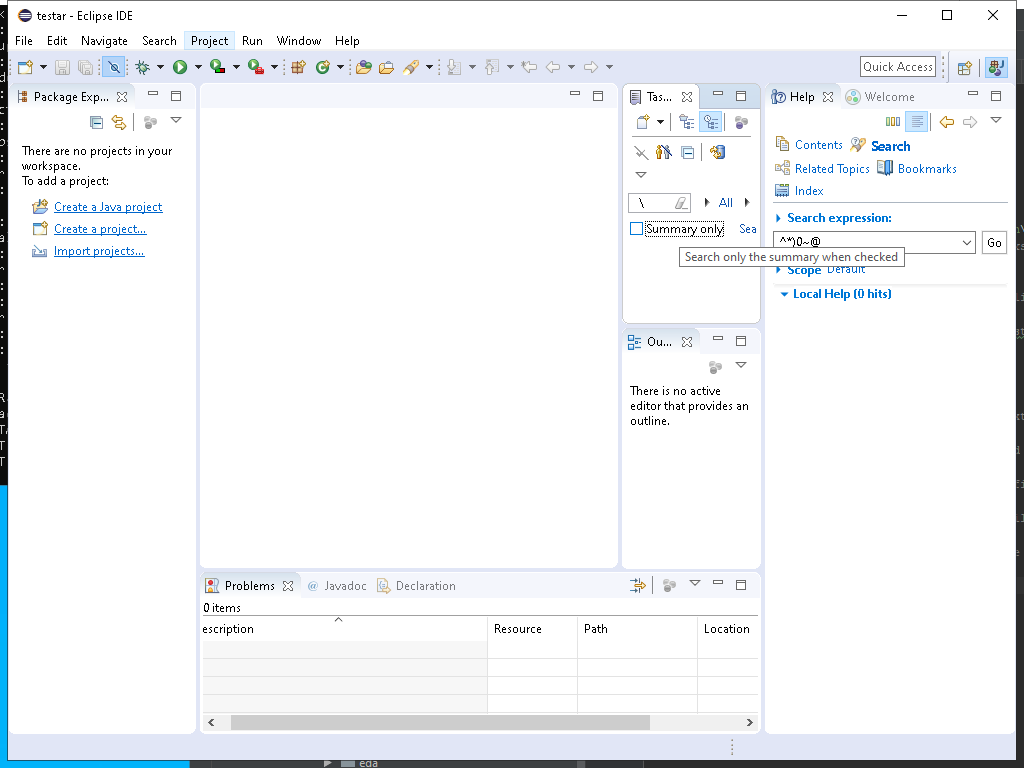 testar - Eclipse IDE
File Edit Navigate Search Project Run Window Help
Quick Access
Package Exp...
There are no projects in your
workspace.
To add a project:
Create a Java project
Create a project...
Import projects...
Tas...
\
All
Summary only
Sea
Search only the summary when checked
Ou...
There is no active
editor that provides an
outline.
Help
Welcome
Contents
Search
Related Topics
Bookmarks
Index
Search expression:
^*)0~@
Go
Scope Default
Local Help (0 hits)
Problems
@ Javadoc
Declaration
0 items
escription Resource Path Location
eda